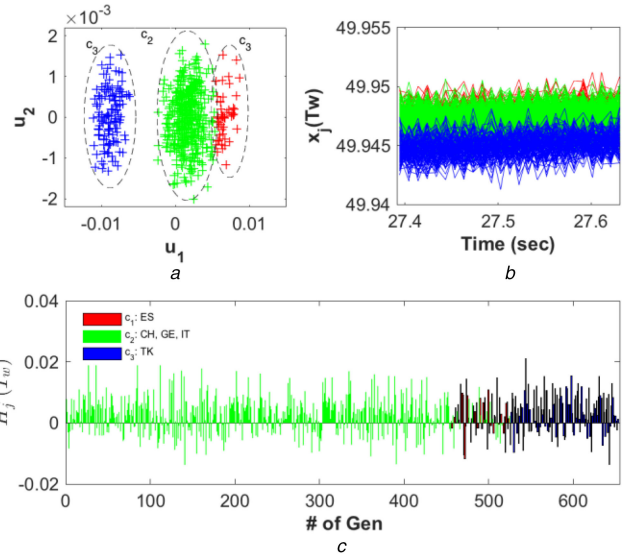 ×10⁻³
2
1
0
-1
-2
u₂
c₃
c₂
c₃
-0.01
0
0.01
u₁
a
49.955
49.95
49.945
49.94
xⱼ(Tw)
27.4
27.5
27.6
Time (sec)
b
0.04
0.02
0
-0.02
c₁: ES
c₂: CH, GE, IT
c₃: TK
0
100
200
300
400
500
600
# of Gen
c